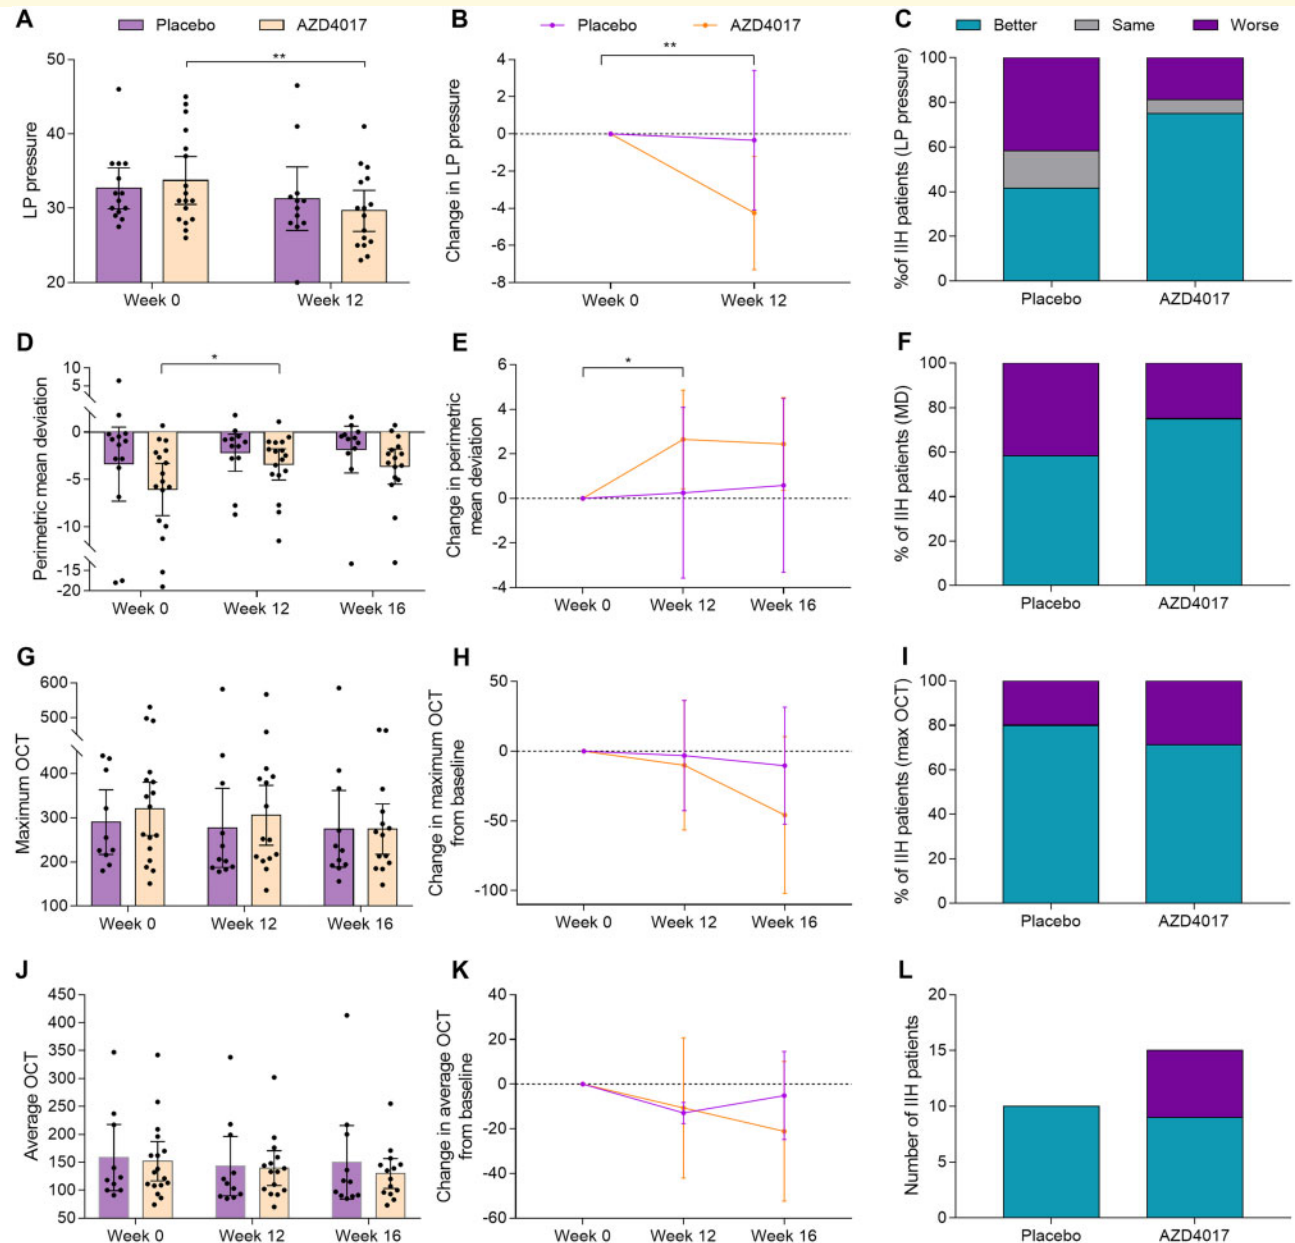 A Placebo AZD4017
LP pressure
50
40
30
20
**
Week 0 Week 12
B Placebo AZD4017
Change in LP pressure
4
2
0
-2
-4
-6
-8
**
Week 0 Week 12
C Better Same Worse
%of IIH patients (LP pressure)
100
80
60
40
20
0
Placebo AZD4017
D
Perimetric mean deviation
10
5
0
-5
-10
-15
-20
*
Week 0 Week 12 Week 16
E
Change in perimetric
mean deviation
6
4
2
0
-2
-4
*
Week 0 Week 12 Week 16
F
% of IIH patients (MD)
100
80
60
40
20
0
Placebo AZD4017
G
Maximum OCT
600
500
400
300
200
100
Week 0 Week 12 Week 16
H
Change in maximum OCT
from baseline
50
0
-50
-100
Week 0 Week 12 Week 16
I
% of IIH patients (max OCT)
100
80
60
40
20
0
Placebo AZD4017
J
Average OCT
450
400
350
300
250
200
150
100
50
Week 0 Week 12 Week 16
K
Change in average OCT
from baseline
40
20
0
-20
-40
-60
Week 0 Week 12 Week 16
L
Number of IIH patients
20
15
10
5
0
Placebo AZD4017